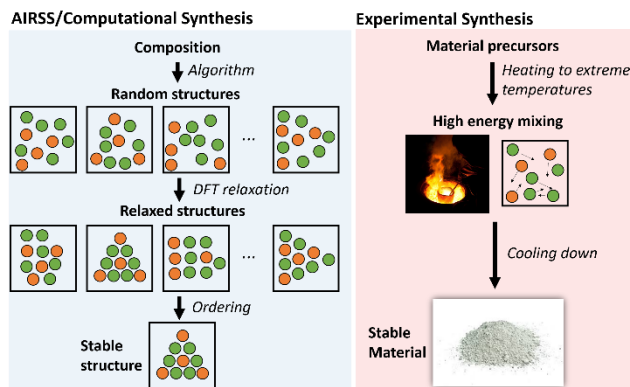 AIRSS/Computational Synthesis
Composition
Algorithm
Random structures
...
DFT relaxation
Relaxed structures
...
Ordering
Stable
structure
Experimental Synthesis
Material precursors
Heating to extreme
temperatures
High energy mixing
Cooling down
Stable
Material